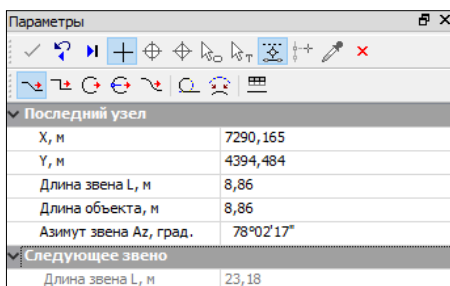 Параметры
Последний узел
X, м 7290,165
Y, м 4394,484
Длина звена L, м 8,86
Длина объекта, м 8,86
Азимут звена Az, град. 78°02'17"
Следующее звено
Длина звена L, м 23,18